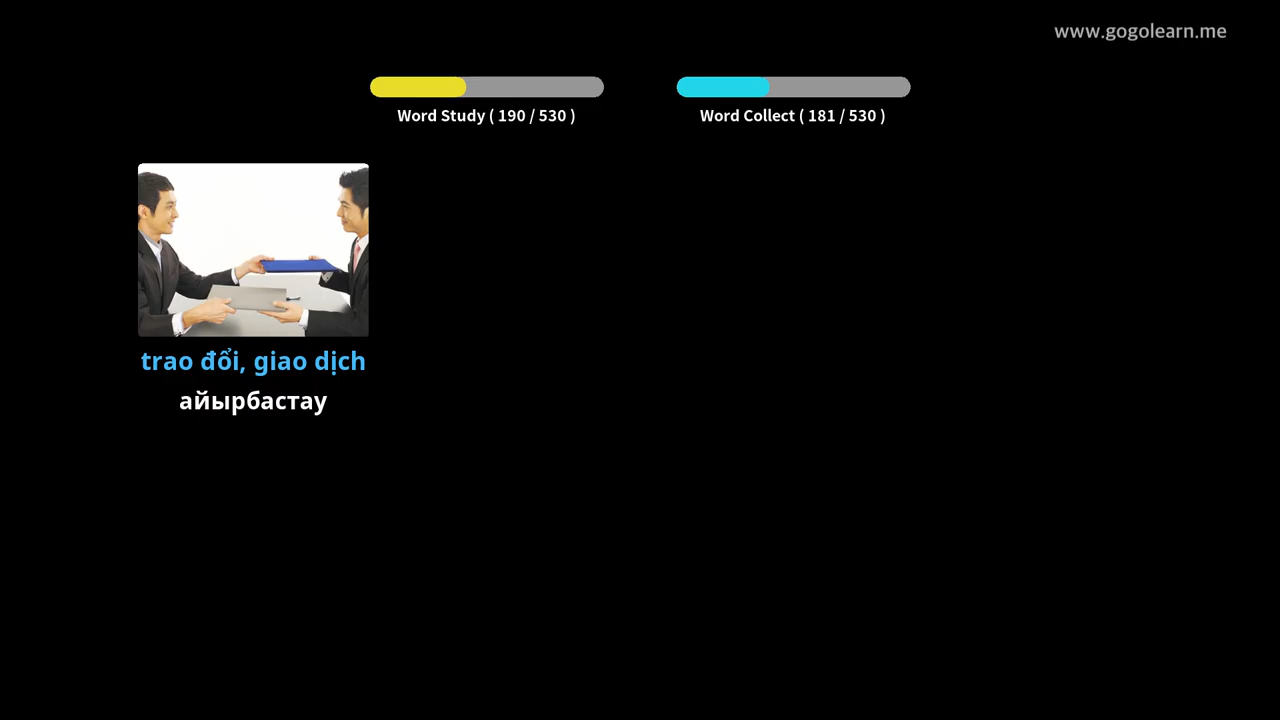 www.gogolearn.me
Word Study ( 190 / 530 )
Word Collect ( 181 / 530 )
trao đổi, giao dịch
айырбастау